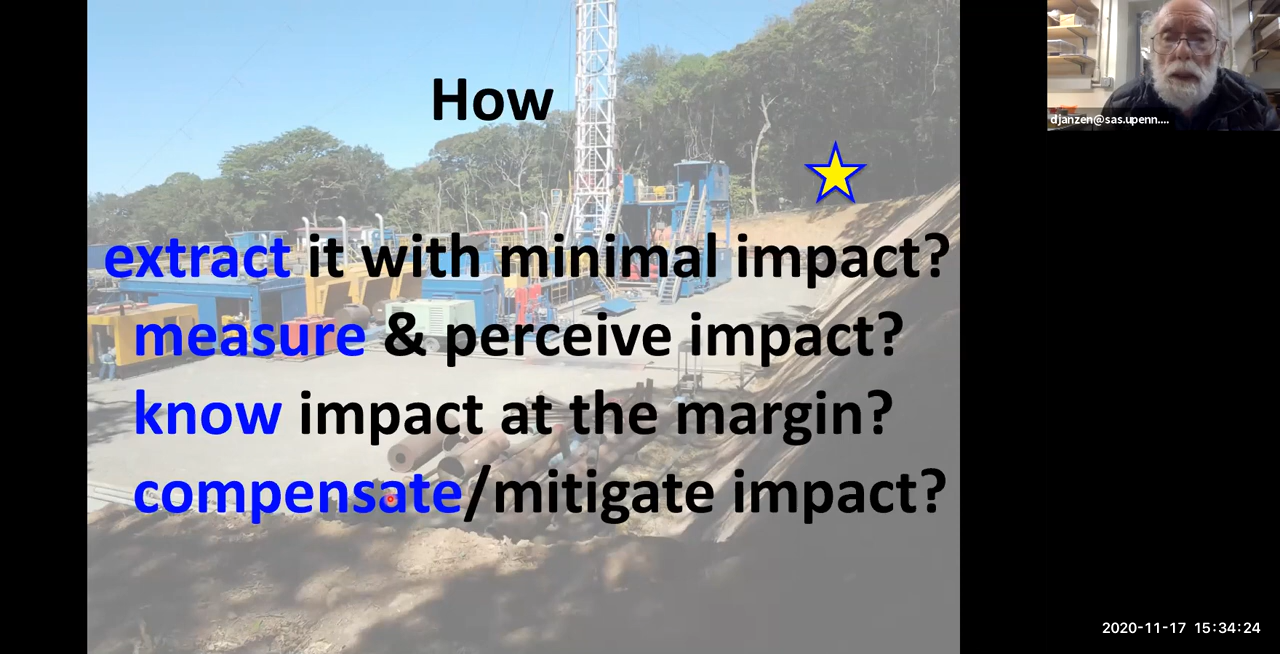 How
extract it with minimal impact?
measure & perceive impact?
know impact at the margin?
compensate/mitigate impact?
djanzen@sas.upenn....
2020-11-17 15:34:24